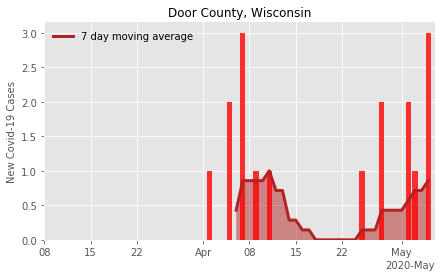 Door County, Wisconsin
7 day moving average
New Covid-19 Cases
3.0
2.5
2.0
1.5
1.0
0.5
0.0
08 15 22 Apr 08 15 22 May
2020-May